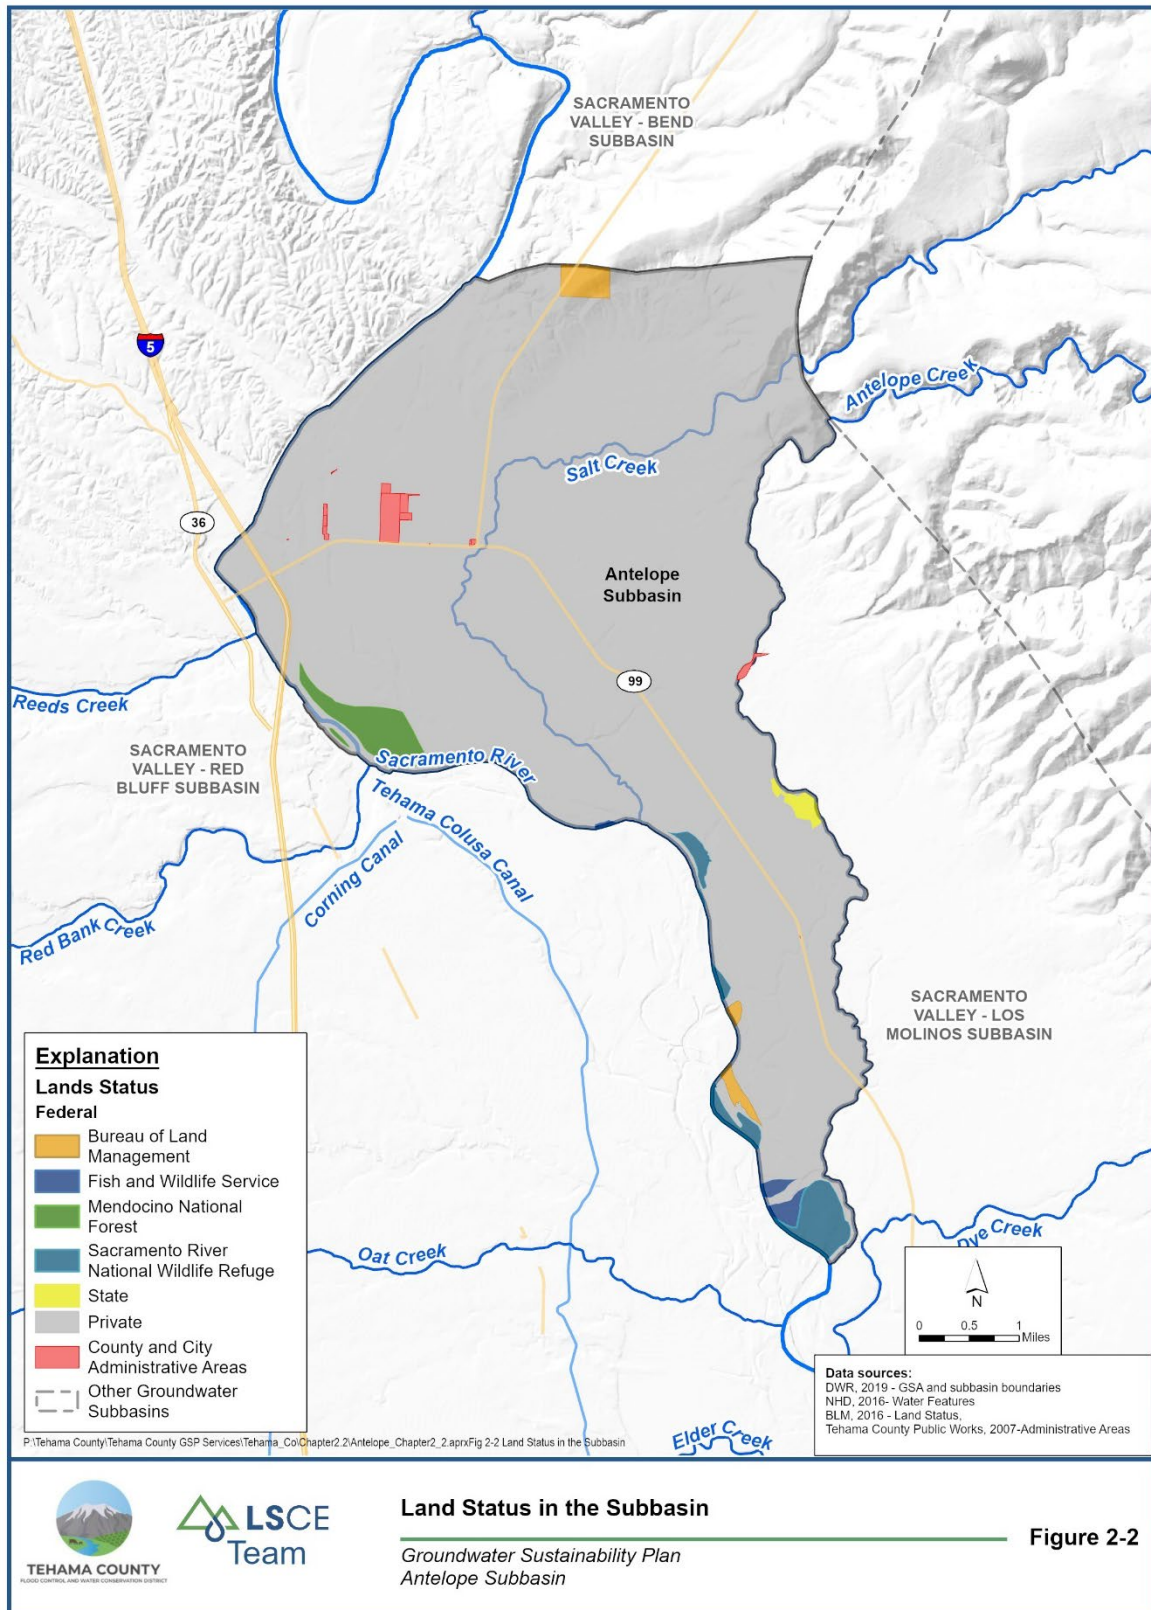 SACRAMENTO
VALLEY - BEND
SUBBASIN
5
Antelope Creek
Salt Creek
36
Antelope
Subbasin
99
Reeds Creek
SACRAMENTO
VALLEY - RED
BLUFF SUBBASIN
Sacramento River
Tehama Colusa Canal
Corning Canal
Red Bank Creek
SACRAMENTO
VALLEY - LOS
MOLINOS SUBBASIN
Explanation
Lands Status
Federal
Bureau of Land
Management
Fish and Wildlife Service
Mendocino National
Forest
Sacramento River
National Wildlife Refuge
State
Private
County and City
Administrative Areas
Other Groundwater
Subbasins
Oat Creek
Dye Creek
N
0 0.5 1
Miles
Data sources:
DWR, 2019 - GSA and subbasin boundaries
NHD, 2016- Water Features
BLM, 2016 - Land Status,
Tehama County Public Works, 2007-Administrative Areas
Elder Creek
P:\Tehama County\Tehama County GSP Services\Tehama_Co\Chapter2.2\Antelope_Chapter2_2.aprxFig 2-2 Land Status in the Subbasin
TEHAMA COUNTY
FLOOD CONTROL AND WATER CONSERVATION DISTRICT
LSCE
Team
Land Status in the Subbasin
Groundwater Sustainability Plan
Antelope Subbasin
Figure 2-2